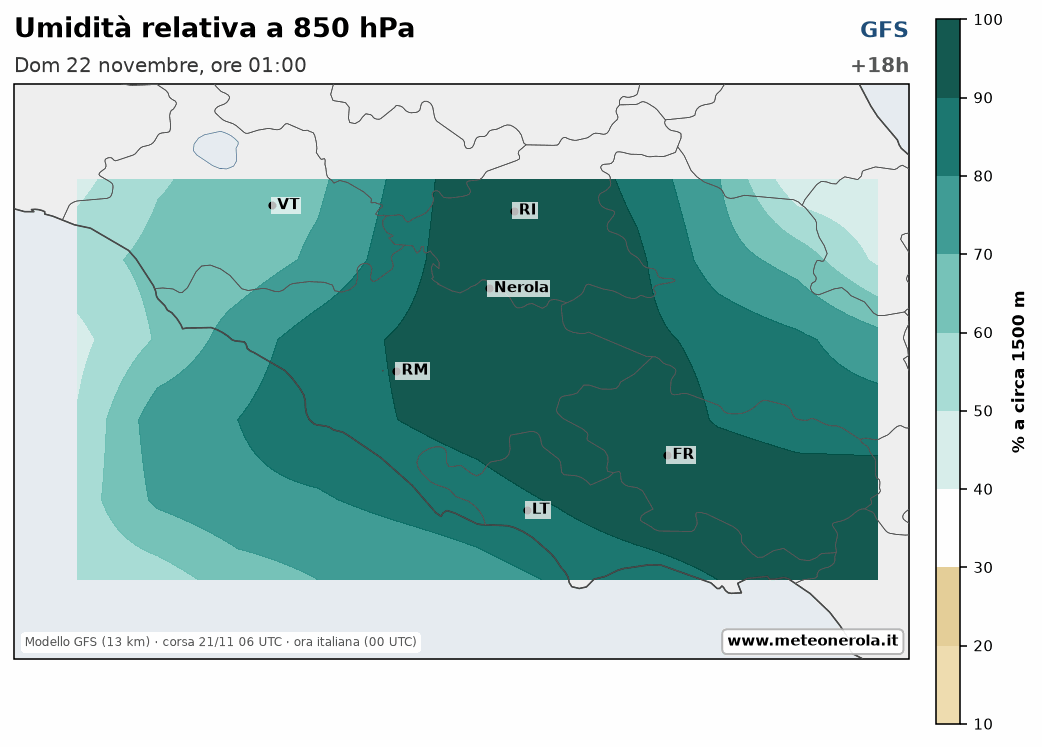 Umidità relativa a 850 hPa
GFS
Dom 22 novembre, ore 01:00
+18h
VT
RI
Nerola
RM
FR
LT
Modello GFS (13 km) · corsa 21/11 06 UTC · ora italiana (00 UTC)
www.meteonerola.it
100
90
80
70
60
50
40
30
20
10
% a circa 1500 m